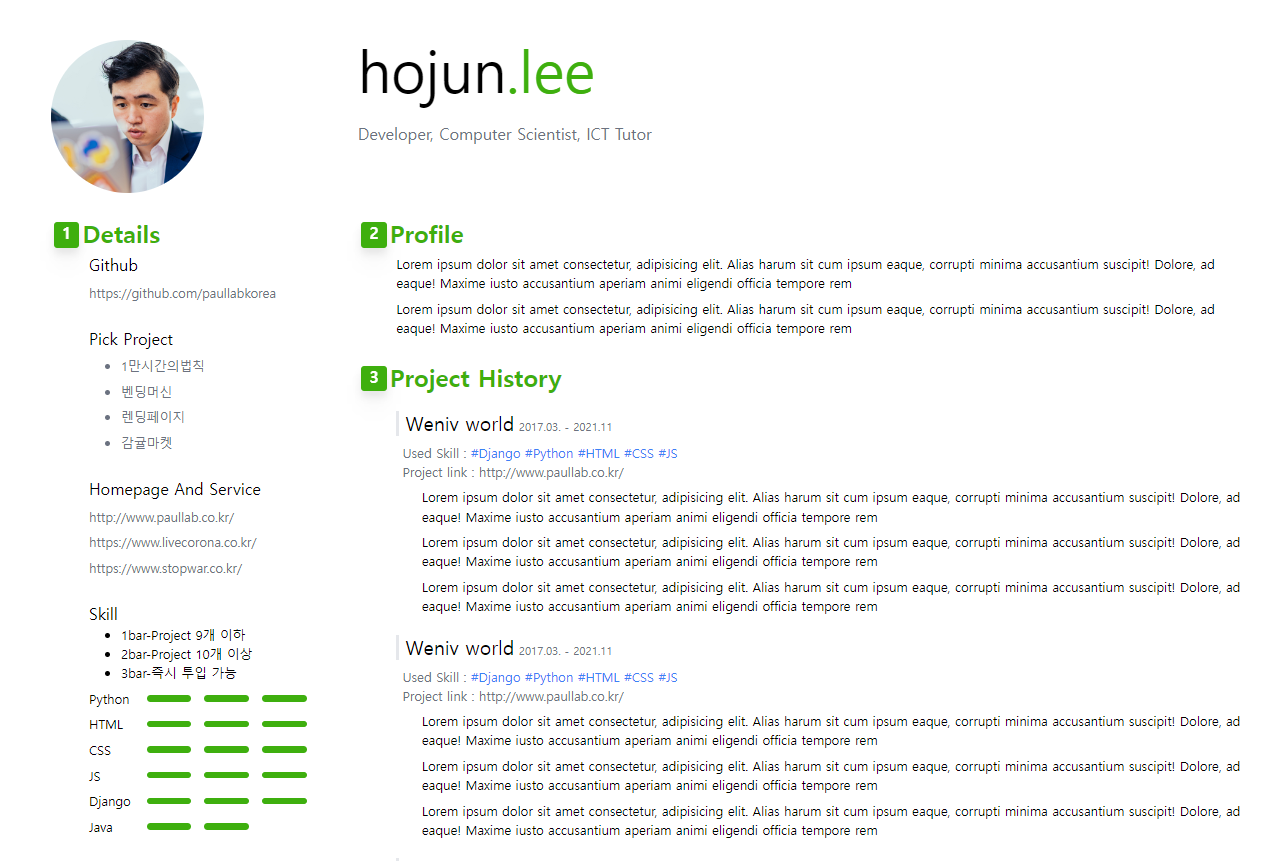 hojun.lee
Developer, Computer Scientist, ICT Tutor
1 Details
Github
https://github.com/paullabkorea
Pick Project
• 1만시간의법칙
• 벤딩머신
• 렌딩페이지
• 감귤마켓
Homepage And Service
http://www.paullab.co.kr/
https://www.livecorona.co.kr/
https://www.stopwar.co.kr/
Skill
• 1bar-Project 9개 이하
• 2bar-Project 10개 이상
• 3bar-즉시 투입 가능
Python
HTML
CSS
JS
Django
Java
2 Profile
Lorem ipsum dolor sit amet consectetur, adipisicing elit. Alias harum sit cum ipsum eaque, corrupti minima accusantium suscipit! Dolore, ad
eaque! Maxime iusto accusantium aperiam animi eligendi officia tempore rem
Lorem ipsum dolor sit amet consectetur, adipisicing elit. Alias harum sit cum ipsum eaque, corrupti minima accusantium suscipit! Dolore, ad
eaque! Maxime iusto accusantium aperiam animi eligendi officia tempore rem
3 Project History
Weniv world 2017.03. - 2021.11
Used Skill : #Django #Python #HTML #CSS #JS
Project link : http://www.paullab.co.kr/
Lorem ipsum dolor sit amet consectetur, adipisicing elit. Alias harum sit cum ipsum eaque, corrupti minima accusantium suscipit! Dolore, ad
eaque! Maxime iusto accusantium aperiam animi eligendi officia tempore rem
Lorem ipsum dolor sit amet consectetur, adipisicing elit. Alias harum sit cum ipsum eaque, corrupti minima accusantium suscipit! Dolore, ad
eaque! Maxime iusto accusantium aperiam animi eligendi officia tempore rem
Lorem ipsum dolor sit amet consectetur, adipisicing elit. Alias harum sit cum ipsum eaque, corrupti minima accusantium suscipit! Dolore, ad
eaque! Maxime iusto accusantium aperiam animi eligendi officia tempore rem
Weniv world 2017.03. - 2021.11
Used Skill : #Django #Python #HTML #CSS #JS
Project link : http://www.paullab.co.kr/
Lorem ipsum dolor sit amet consectetur, adipisicing elit. Alias harum sit cum ipsum eaque, corrupti minima accusantium suscipit! Dolore, ad
eaque! Maxime iusto accusantium aperiam animi eligendi officia tempore rem
Lorem ipsum dolor sit amet consectetur, adipisicing elit. Alias harum sit cum ipsum eaque, corrupti minima accusantium suscipit! Dolore, ad
eaque! Maxime iusto accusantium aperiam animi eligendi officia tempore rem
Lorem ipsum dolor sit amet consectetur, adipisicing elit. Alias harum sit cum ipsum eaque, corrupti minima accusantium suscipit! Dolore, ad
eaque! Maxime iusto accusantium aperiam animi eligendi officia tempore rem